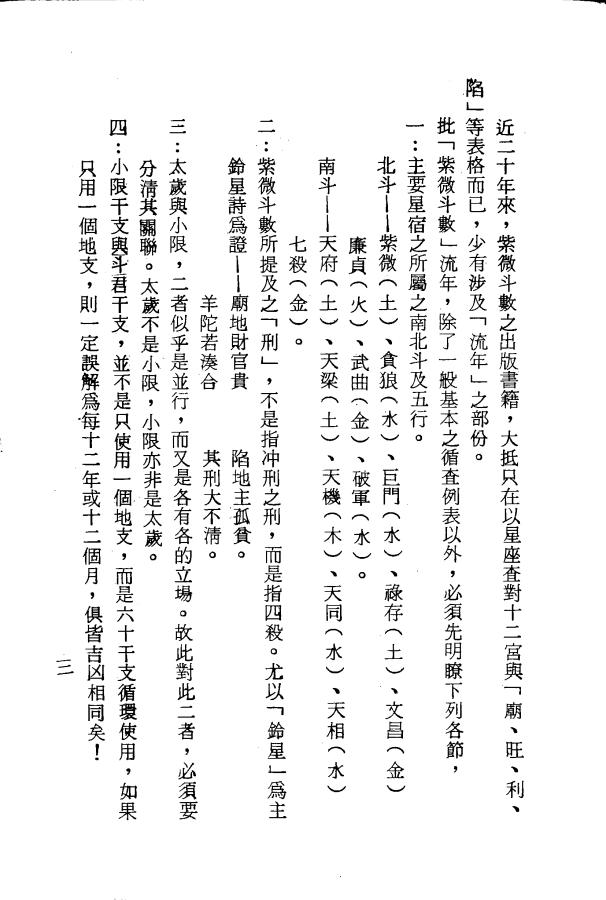 近二十年來，紫微斗數之出版書籍，大抵只在以星座查對十二宮與「廟、旺、利、
陷」等表格而已，少有涉及「流年」之部份。
批「紫微斗數」流年，除了一般基本之循查例表以外，必須先明瞭下列各節，
一：主要星宿之所屬之南北斗及五行。
北斗——紫微（土）、貪狼（水）、巨門（水）、祿存（土）、文昌（金）
廉貞（火）、武曲（金）、破軍（水）。
南斗——天府（土）、天梁（土）、天機（木）、天同（水）、天相（水）
七殺（金）。
二：紫微斗數所提及之「刑」，不是指冲刑之刑，而是指四殺。尤以「鈴星」爲主
鈴星詩爲證——廟地財官貴　陷地主孤貧。
羊陀若湊合　其刑大不清。
三：太歲與小限，二者似乎是並行，而又是各有各的立場。故此對此二者，必須要
分清其關聯。太歲不是小限，小限亦非是太歲。
四：小限干支與斗君干支，並不是只使用一個地支，而是六十干支循環使用，如果
只用一個地支，則一定誤解爲每十二年或十二個月，俱皆吉凶相同矣！
三